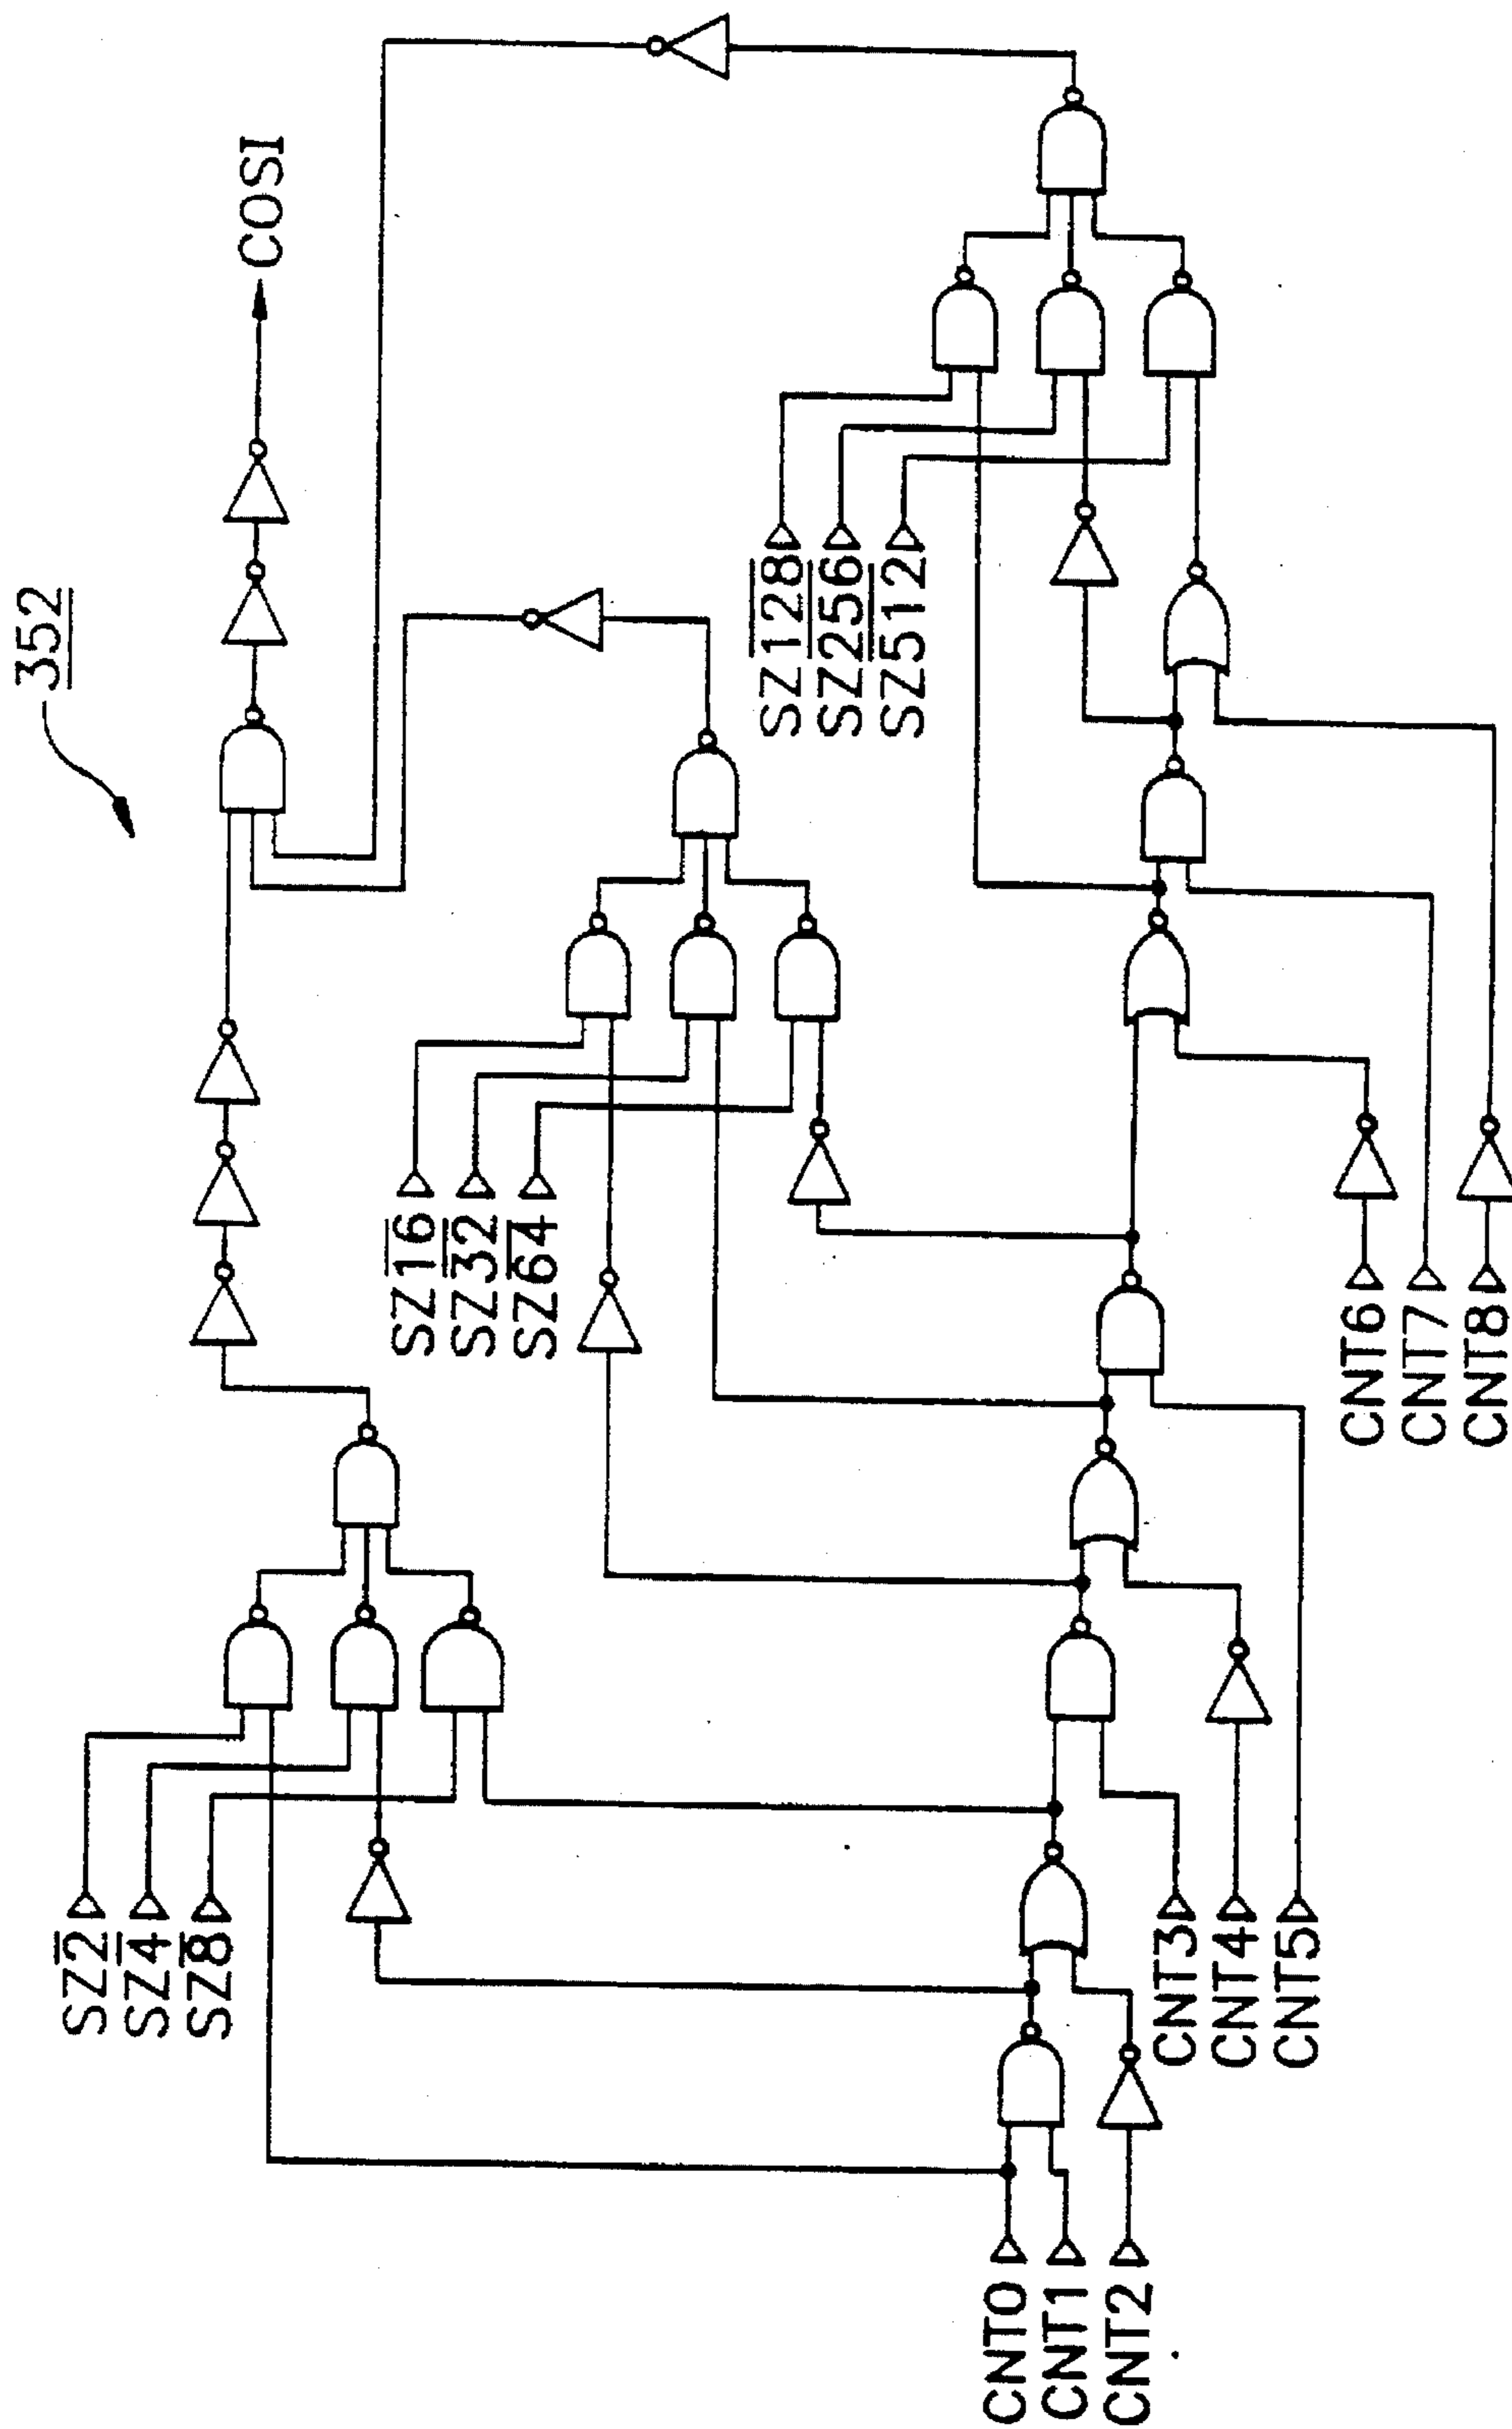 352
COSI
SZ2
SZ4
SZ8
SZ16
SZ32
SZ64
SZ128
SZ256
SZ512
CNT0
CNT1
CNT2
CNT3
CNT4
CNT5
CNT6
CNT7
CNT8